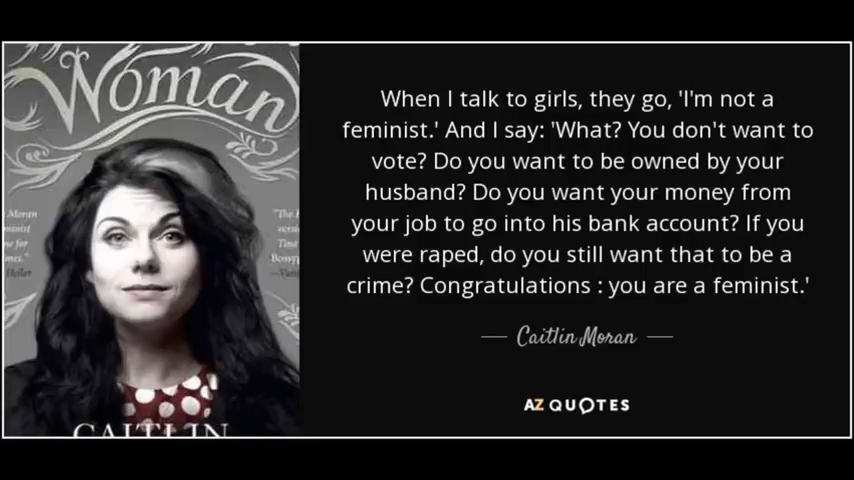 Woman
When I talk to girls, they go, 'I'm not a
feminist.' And I say: 'What? You don't want to
vote? Do you want to be owned by your
husband? Do you want your money from
your job to go into his bank account? If you
were raped, do you still want that to be a
crime? Congratulations : you are a feminist.'
Caitlin Moran
AZ QUOTES
Moran
CAITLIN